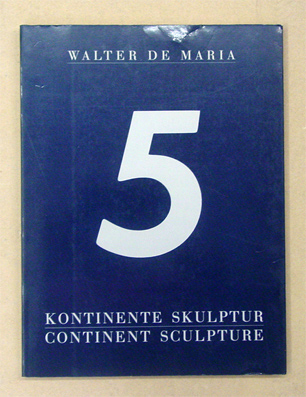 WALTER DE MARIA
5
KONTINENTE SKULPTUR
CONTINENT SCULPTURE